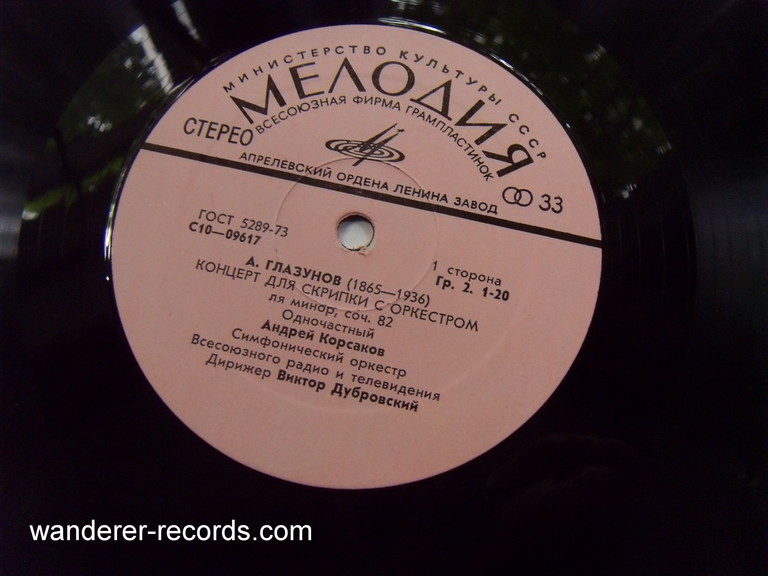 МИНИСТЕРСТВО КУЛЬТУРЫ СССР
МЕЛОДИЯ
ВСЕСОЮЗНАЯ ФИРМА ГРАМПЛАСТИНОК
СТЕРЕО
АПРЕЛЕВСКИЙ ОРДЕНА ЛЕНИНА ЗАВОД
33
ГОСТ 5289-73
С10—09617
1 сторона
Гр. 2. 1-20
А. ГЛАЗУНОВ (1865—1936)
КОНЦЕРТ ДЛЯ СКРИПКИ С ОРКЕСТРОМ
ля минор, соч. 82
Одночастный
Андрей Корсаков
Симфонический оркестр
Всесоюзного радио и телевидения
Дирижер Виктор Дубровский
wanderer-records.com